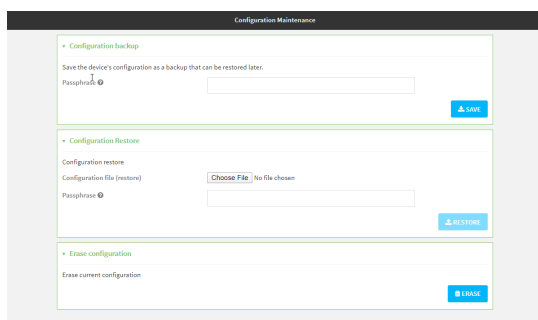 Configuration Maintenance
Configuration backup
Save the device's configuration as a backup that can be restored later.
Passphrase
SAVE
Configuration Restore
Configuration restore
Configuration file (restore) Choose File No file chosen
Passphrase
RESTORE
Erase configuration
Erase current configuration
ERASE